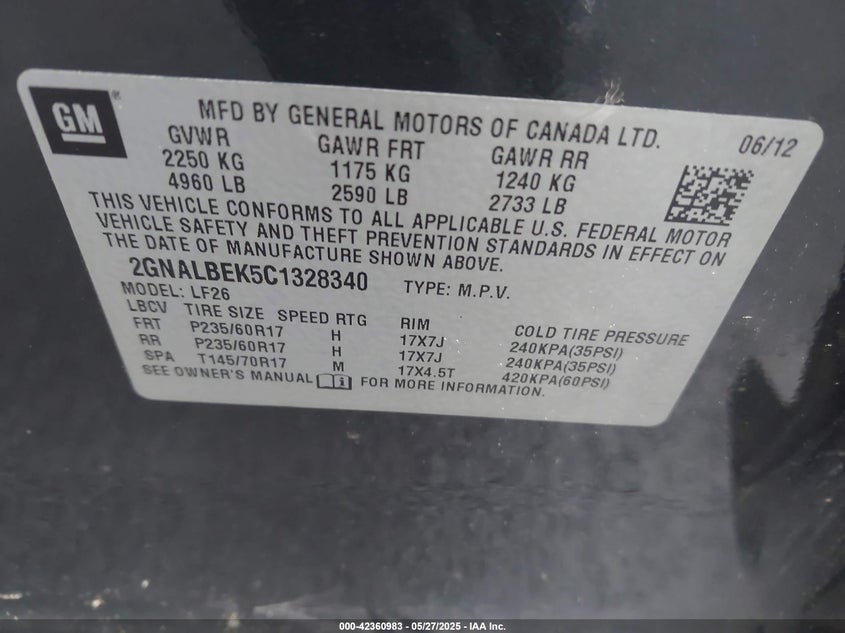 GM
MFD BY GENERAL MOTORS OF CANADA LTD. 06/12
GVWR GAWR FRT GAWR RR
2250 KG 1175 KG 1240 KG
4960 LB 2590 LB 2733 LB
THIS VEHICLE CONFORMS TO ALL APPLICABLE U.S. FEDERAL MOTOR
VEHICLE SAFETY AND THEFT PREVENTION STANDARDS IN EFFECT ON
THE DATE OF MANUFACTURE SHOWN ABOVE.
2GNALBEK5C1328340 TYPE: M.P.V.
MODEL: LF26
LBCV TIRE SIZE SPEED RTG RIM COLD TIRE PRESSURE
FRT P235/60R17 H 17X7J 240KPA(35PSI)
RR P235/60R17 H 17X7J 240KPA(35PSI)
SPA T145/70R17 M 17X4.5T 420KPA(60PSI)
SEE OWNER'S MANUAL FOR MORE INFORMATION.
000-42360983 - 05/27/2025 - IAA Inc.